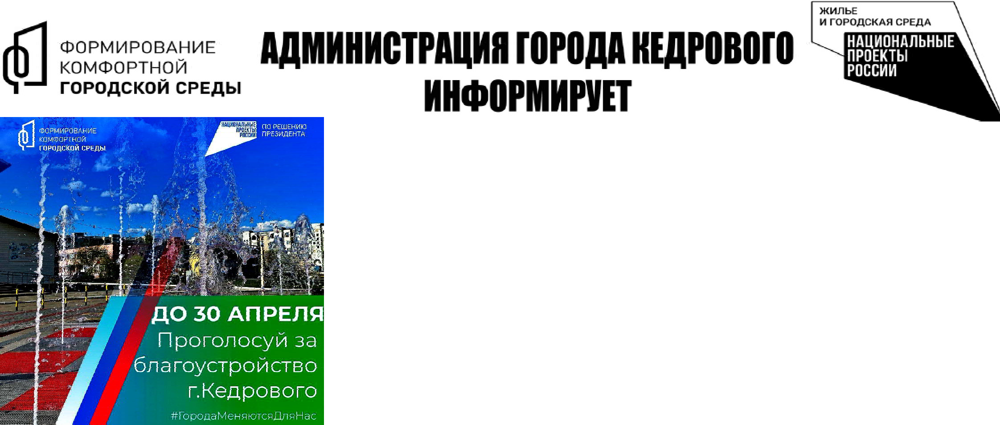 ФОРМИРОВАНИЕ
КОМФОРТНОЙ
ГОРОДСКОЙ СРЕДЫ
АДМИНИСТРАЦИЯ ГОРОДА КЕДРОВОГО
ИНФОРМИРУЕТ
ЖИЛЬЕ
И ГОРОДСКАЯ СРЕДА
НАЦИОНАЛЬНЫЕ
ПРОЕКТЫ
РОССИИ
ФОРМИРОВАНИЕ
КОМФОРТНОЙ
ГОРОДСКОЙ СРЕДЫ
НАЦИОНАЛЬНЫЕ
ПРОЕКТЫ
РОССИИ
ПО РЕШЕНИЮ
ПРЕЗИДЕНТА
ДО 30 АПРЕЛЯ
Проголосуй за
благоустройство
г.Кедрового
#ГородаМеняютсяДляНас